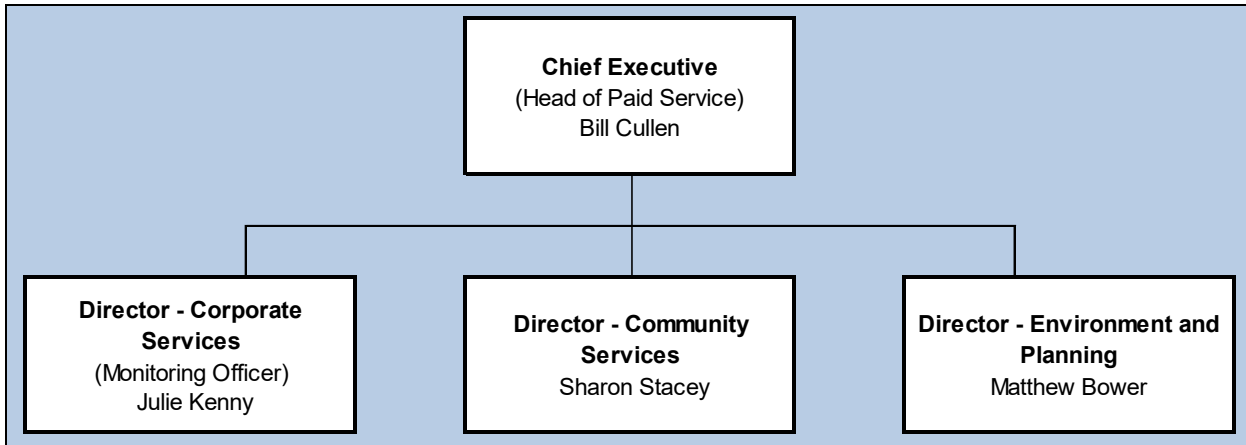 Chief Executive
(Head of Paid Service)
Bill Cullen
Director - Corporate
Services
(Monitoring Officer)
Julie Kenny
Director - Community
Services
Sharon Stacey
Director - Environment and
Planning
Matthew Bower